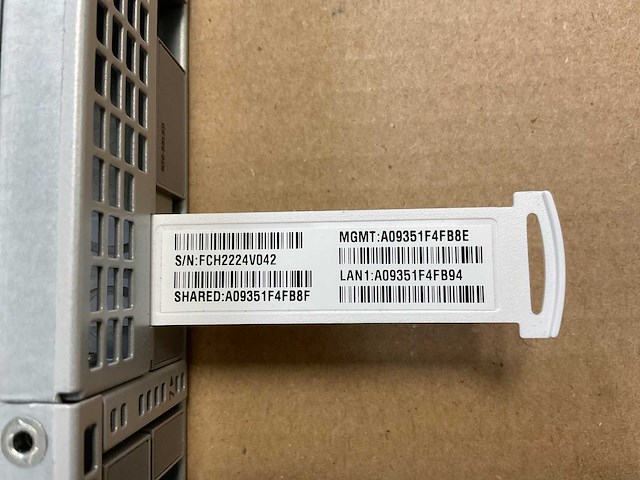 S/N:FCH2224V042
SHARED:A09351F4FB8F
MGMT:A09351F4FB8E
LAN1:A09351F4FB94